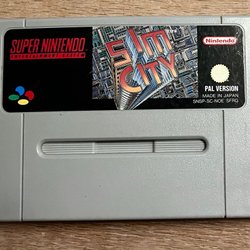 SUPER NINTENDO
ENTERTAINMENT SYSTEM
SIM
CITY
Nintendo
PAL VERSION
MADE IN JAPAN
SNSP-SC-NOE SFRG